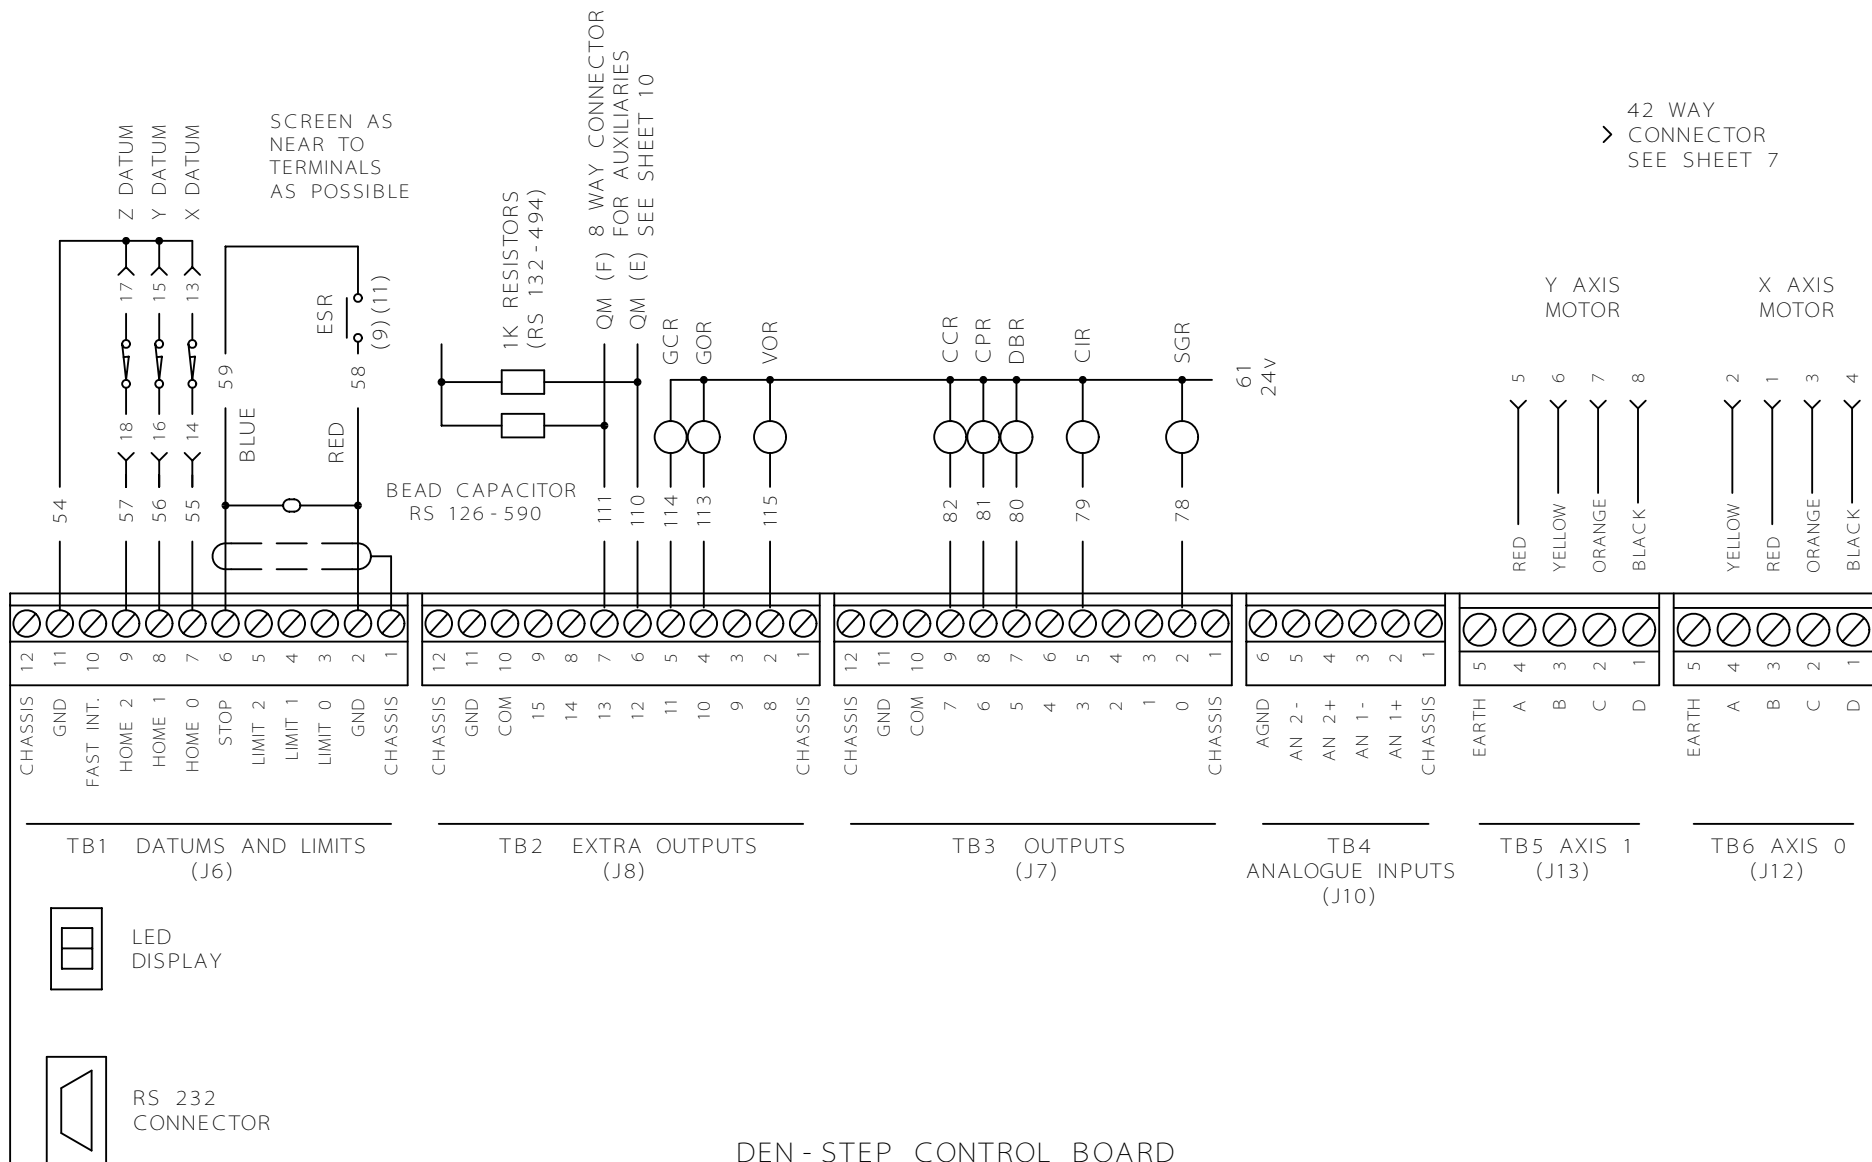 Z DATUM
Y DATUM
X DATUM
SCREEN AS
NEAR TO
TERMINALS
AS POSSIBLE
1K RESISTORS
(RS 132-494)
QM (F) 8 WAY CONNECTOR
FOR AUXILIARIES
QM (E) SEE SHEET 10
42 WAY
CONNECTOR
SEE SHEET 7
17 15 13
ESR
(9)(11)
GCR GOR VOR CCR CPR DBR CIR SGR
61
24v
Y AXIS
MOTOR
X AXIS
MOTOR
59 58
5 6 7 8
2 1 3 4
18 16 14
BLUE RED
BEAD CAPACITOR
RS 126-590
54 57 56 55
111 110 114 113 115
82 81 80 79 78
RED YELLOW ORANGE BLACK
YELLOW RED ORANGE BLACK
12 11 10 9 8 7 6 5 4 3 2 1
12 11 10 9 8 7 6 5 4 3 2 1
12 11 10 9 8 7 6 5 4 3 2 1
6 5 4 3 2 1
5 4 3 2 1
5 4 3 2 1
CHASSIS
GND
FAST INT.
HOME 2
HOME 1
HOME 0
STOP
LIMIT 2
LIMIT 1
LIMIT 0
GND
CHASSIS
CHASSIS
GND
COM
15
14
13
12
11
10
9
8
CHASSIS
CHASSIS
GND
COM
7
6
5
4
3
2
1
0
CHASSIS
AGND
AN 2-
AN 2+
AN 1-
AN 1+
CHASSIS
EARTH
A
B
C
D
EARTH
A
B
C
D
TB1 DATUMS AND LIMITS
(J6)
TB2 EXTRA OUTPUTS
(J8)
TB3 OUTPUTS
(J7)
TB4
ANALOGUE INPUTS
(J10)
TB5 AXIS 1
(J13)
TB6 AXIS 0
(J12)
LED
DISPLAY
RS 232
CONNECTOR
DEN-STEP CONTROL BOARD